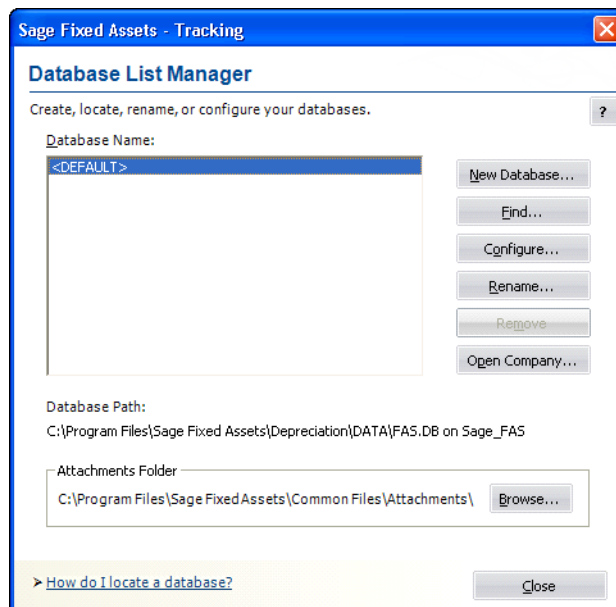 Sage Fixed Assets - Tracking
Database List Manager
Create, locate, rename, or configure your databases.
?
Database Name:
<DEFAULT>
New Database...
Find...
Configure...
Rename...
Remove
Open Company...
Database Path:
C:\Program Files\Sage Fixed Assets\Depreciation\DATA\FAS.DB on Sage_FAS
Attachments Folder
C:\Program Files\Sage Fixed Assets\Common Files\Attachments\
Browse...
➤ How do I locate a database?
Close